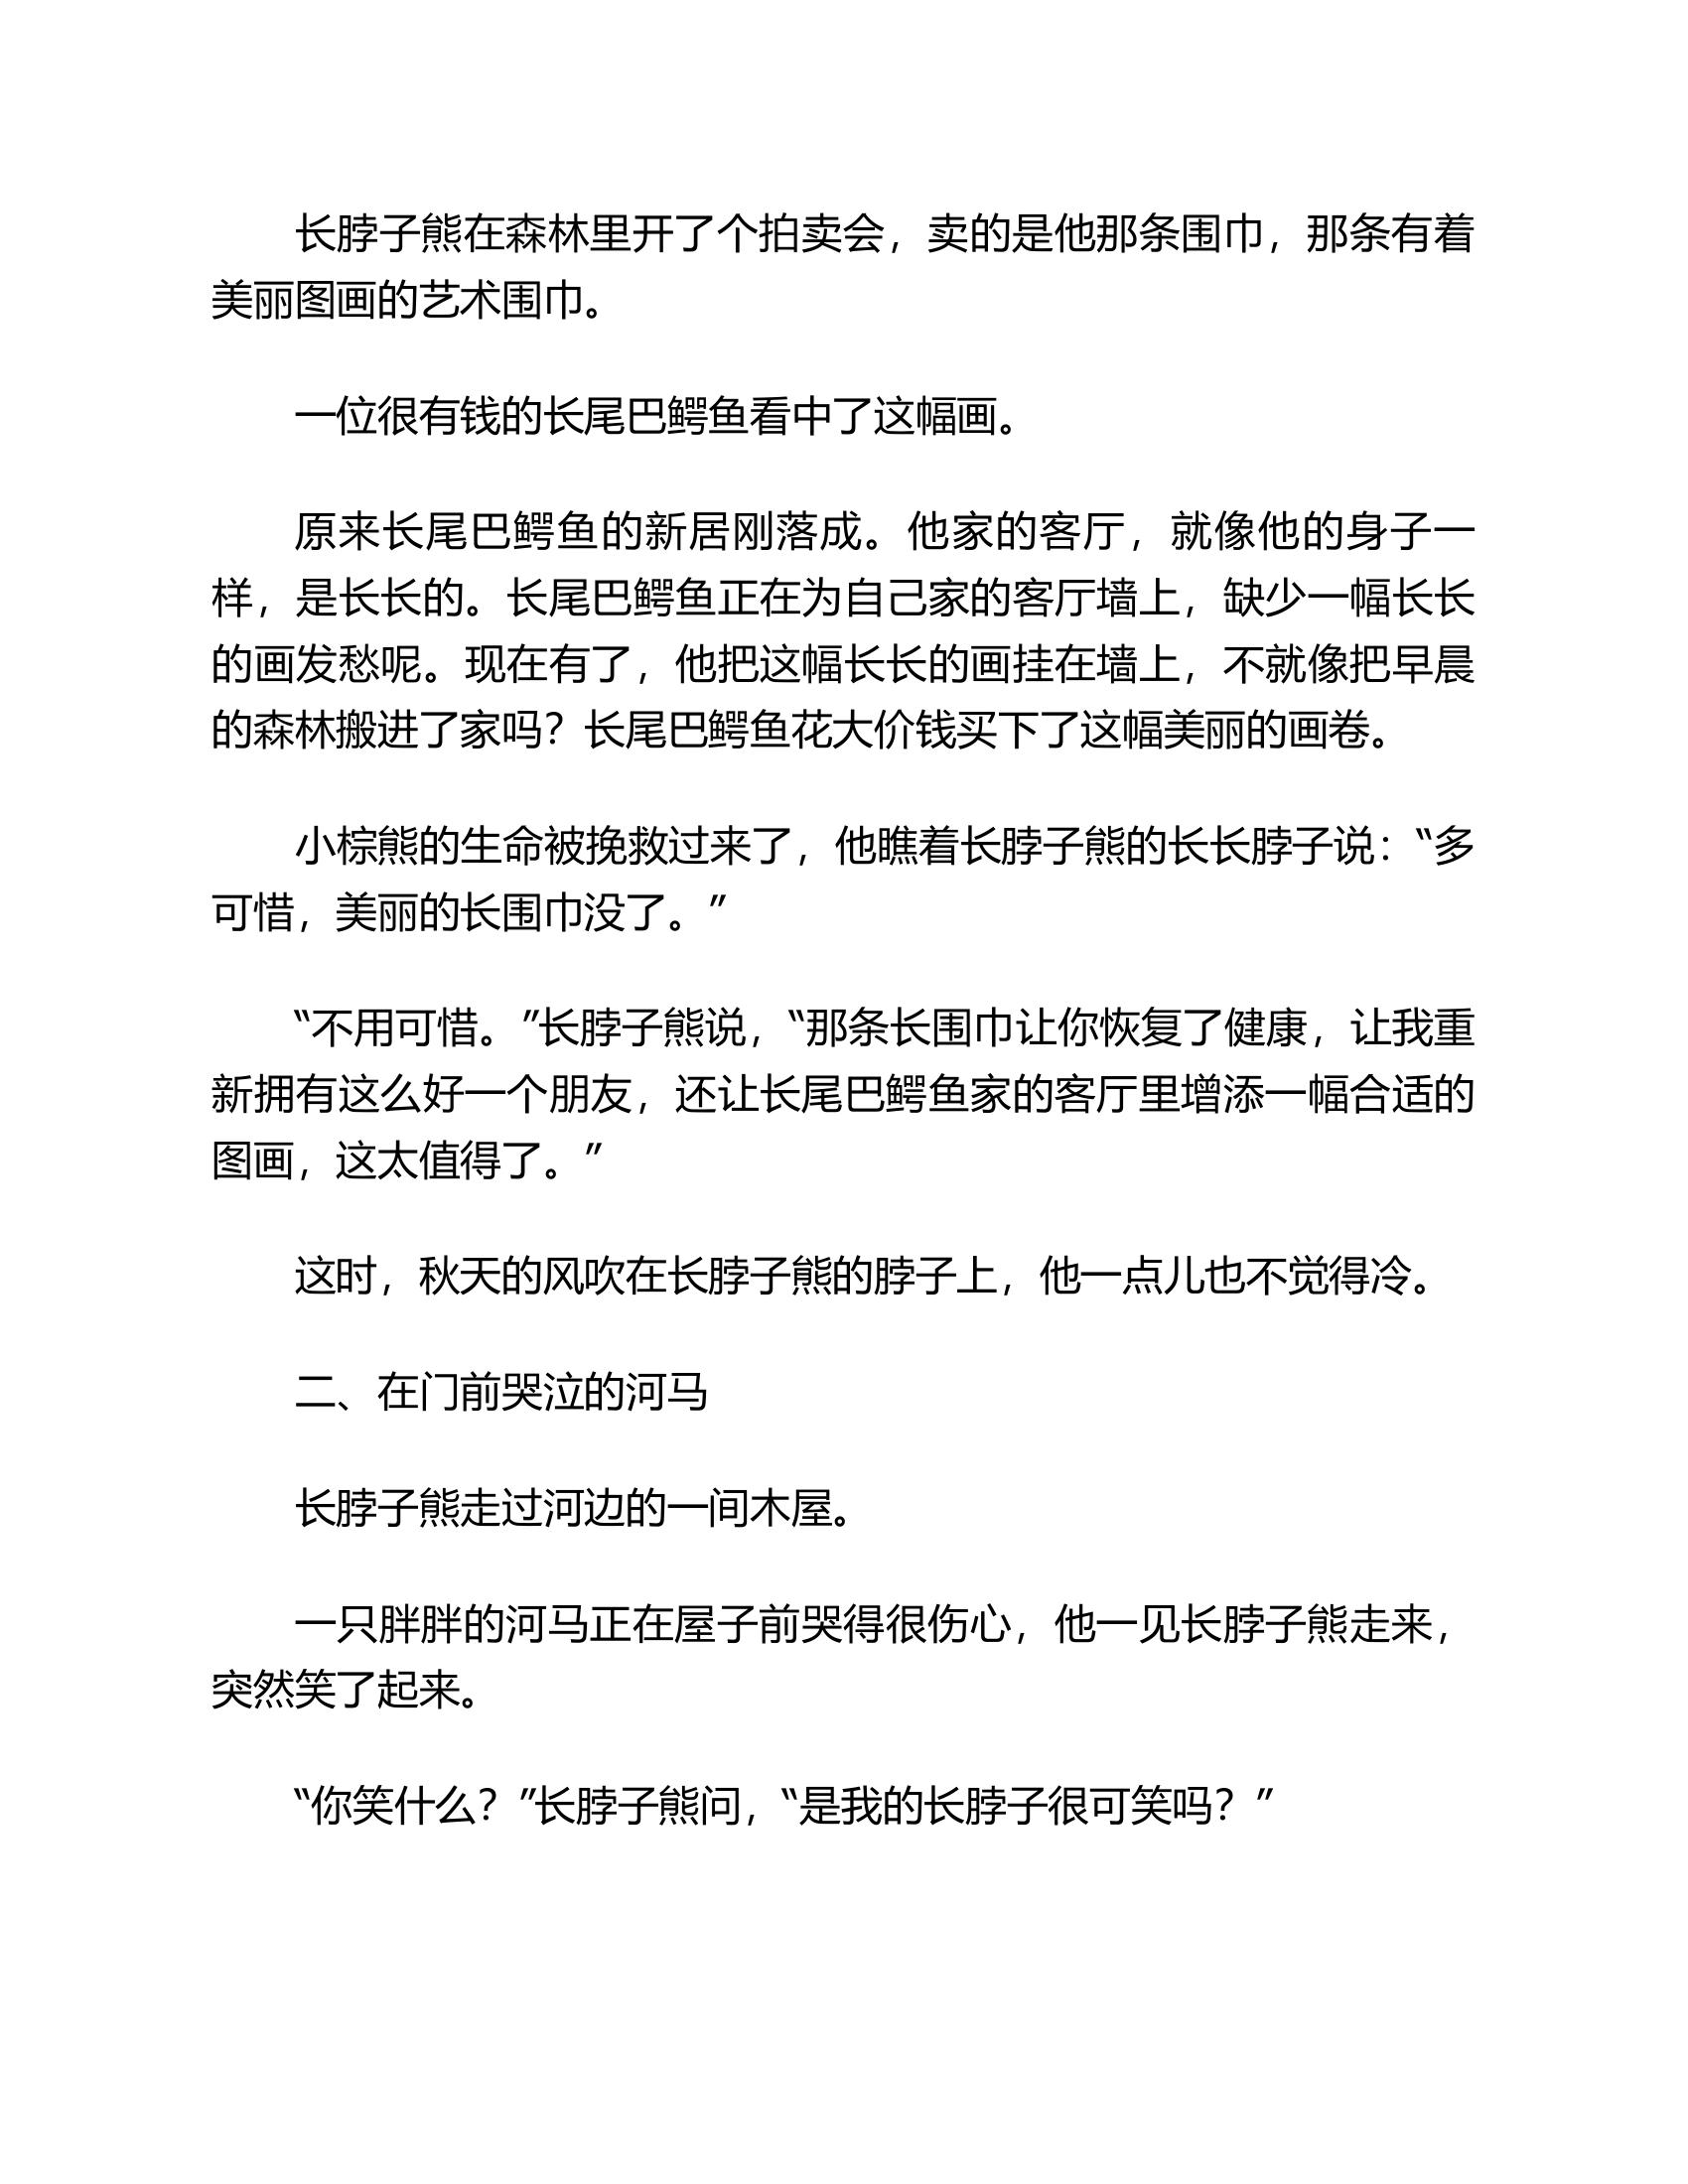 长脖子熊在森林里开了个拍卖会，卖的是他那条围巾，那条有着
美丽图画的艺术围巾。
一位很有钱的长尾巴鳄鱼看中了这幅画。
原来长尾巴鳄鱼的新居刚落成。他家的客厅，就像他的身子一
样，是长长的。长尾巴鳄鱼正在为自己家的客厅墙上，缺少一幅长长
的画发愁呢。现在有了，他把这幅长长的画挂在墙上，不就像把早晨
的森林搬进了家吗？长尾巴鳄鱼花大价钱买下了这幅美丽的画卷。
小棕熊的生命被挽救过来了，他瞧着长脖子熊的长长脖子说：“多
可惜，美丽的长围巾没了。”
“不用可惜。”长脖子熊说，“那条长围巾让你恢复了健康，让我重
新拥有这么好一个朋友，还让长尾巴鳄鱼家的客厅里增添一幅合适的
图画，这太值得了。”
这时，秋天的风吹在长脖子熊的脖子上，他一点儿也不觉得冷。
二、在门前哭泣的河马
长脖子熊走过河边的一间木屋。
一只胖胖的河马正在屋子前哭得很伤心，他一见长脖子熊走来，
突然笑了起来。
“你笑什么？”长脖子熊问，“是我的长脖子很可笑吗？”